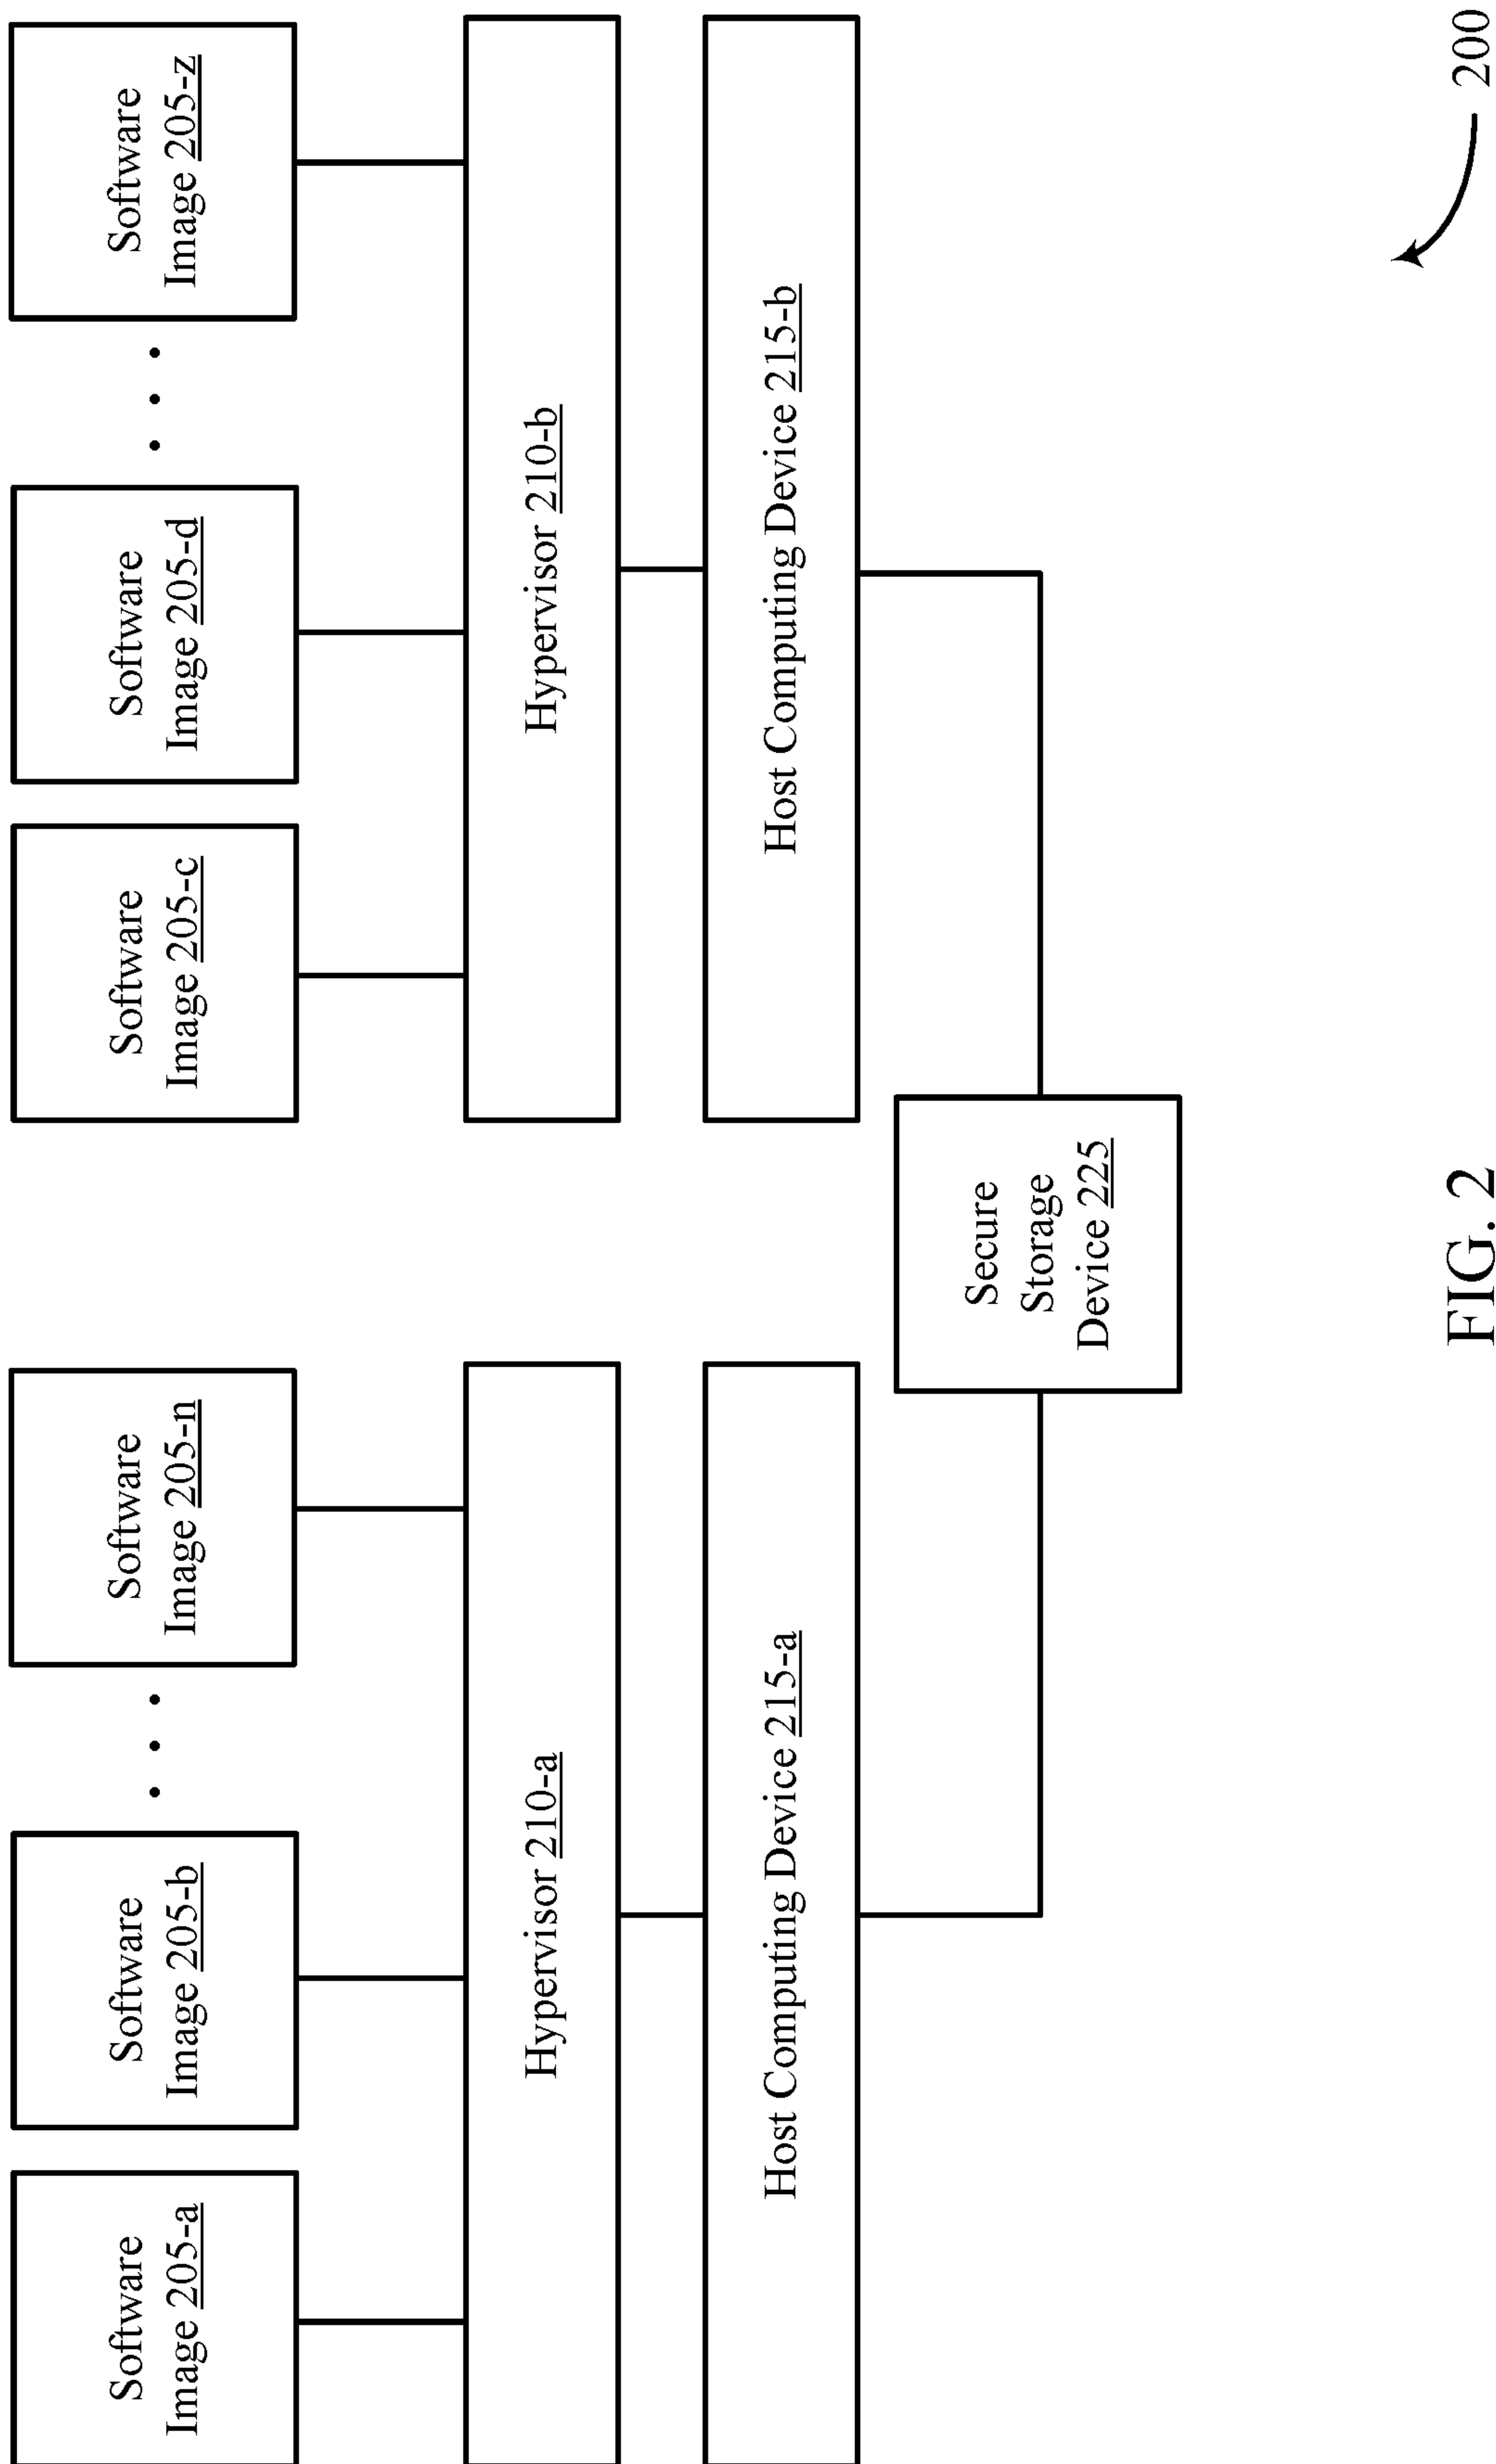 Software
Image 205-a
Software
Image 205-b
. . .
Software
Image 205-n
Software
Image 205-c
Software
Image 205-d
. . .
Software
Image 205-z
Hypervisor 210-a
Hypervisor 210-b
Host Computing Device 215-a
Host Computing Device 215-b
Secure
Storage
Device 225
FIG. 2
200